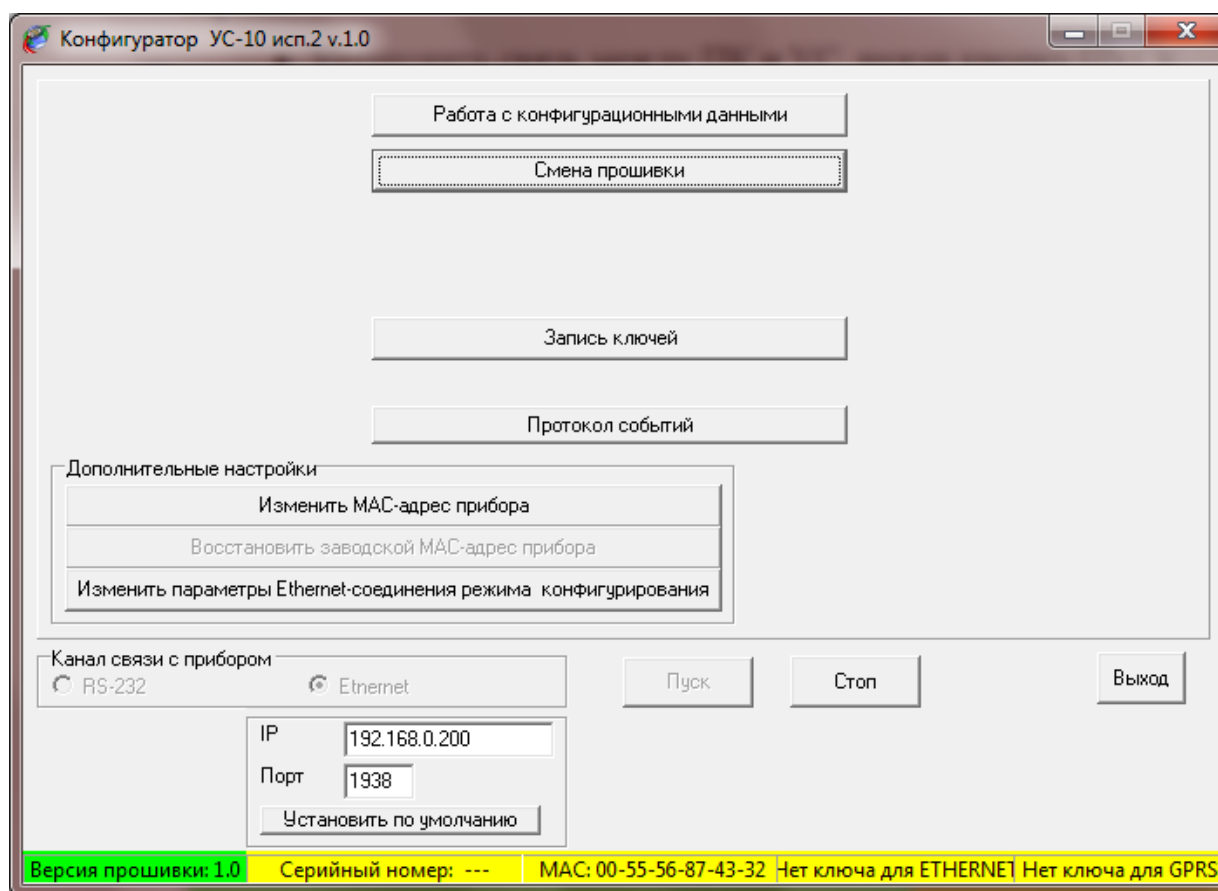 Конфигуратор УС-10 исп.2 v.1.0
Работа с конфигурационными данными
Смена прошивки
Запись ключей
Протокол событий
Дополнительные настройки
Изменить MAC-адрес прибора
Восстановить заводской MAC-адрес прибора
Изменить параметры Ethernet-соединения режима конфигурирования
Канал связи с прибором
RS-232 Etnernet
Пуск Стоп Выход
IP 192.168.0.200
Порт 1938
Установить по умолчанию
Версия прошивки: 1.0 Серийный номер: --- MAC: 00-55-56-87-43-32 Нет ключа для ETHERNET Нет ключа для GPRS